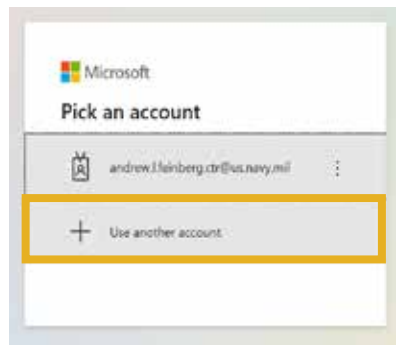 Microsoft
Pick an account
andrew.l.feinberg.ctr@us.navy.mil
Use another account